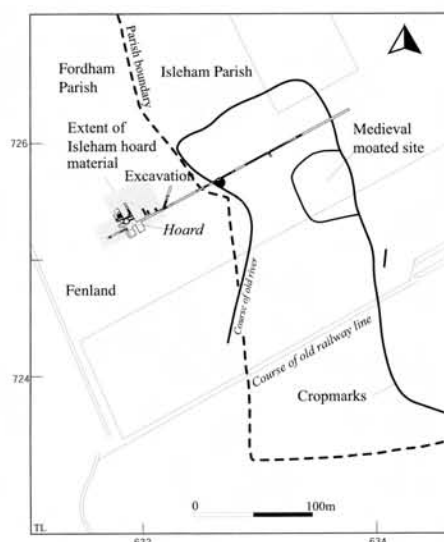 Fordham
Parish
Parish boundary
Isleham Parish
726
Extent of
Isleham hoard
material
Excavation
Medieval
moated site
Hoard
Fenland
Course of old river
Course of old railway line
724
Cropmarks
0 100m
TL
632
634